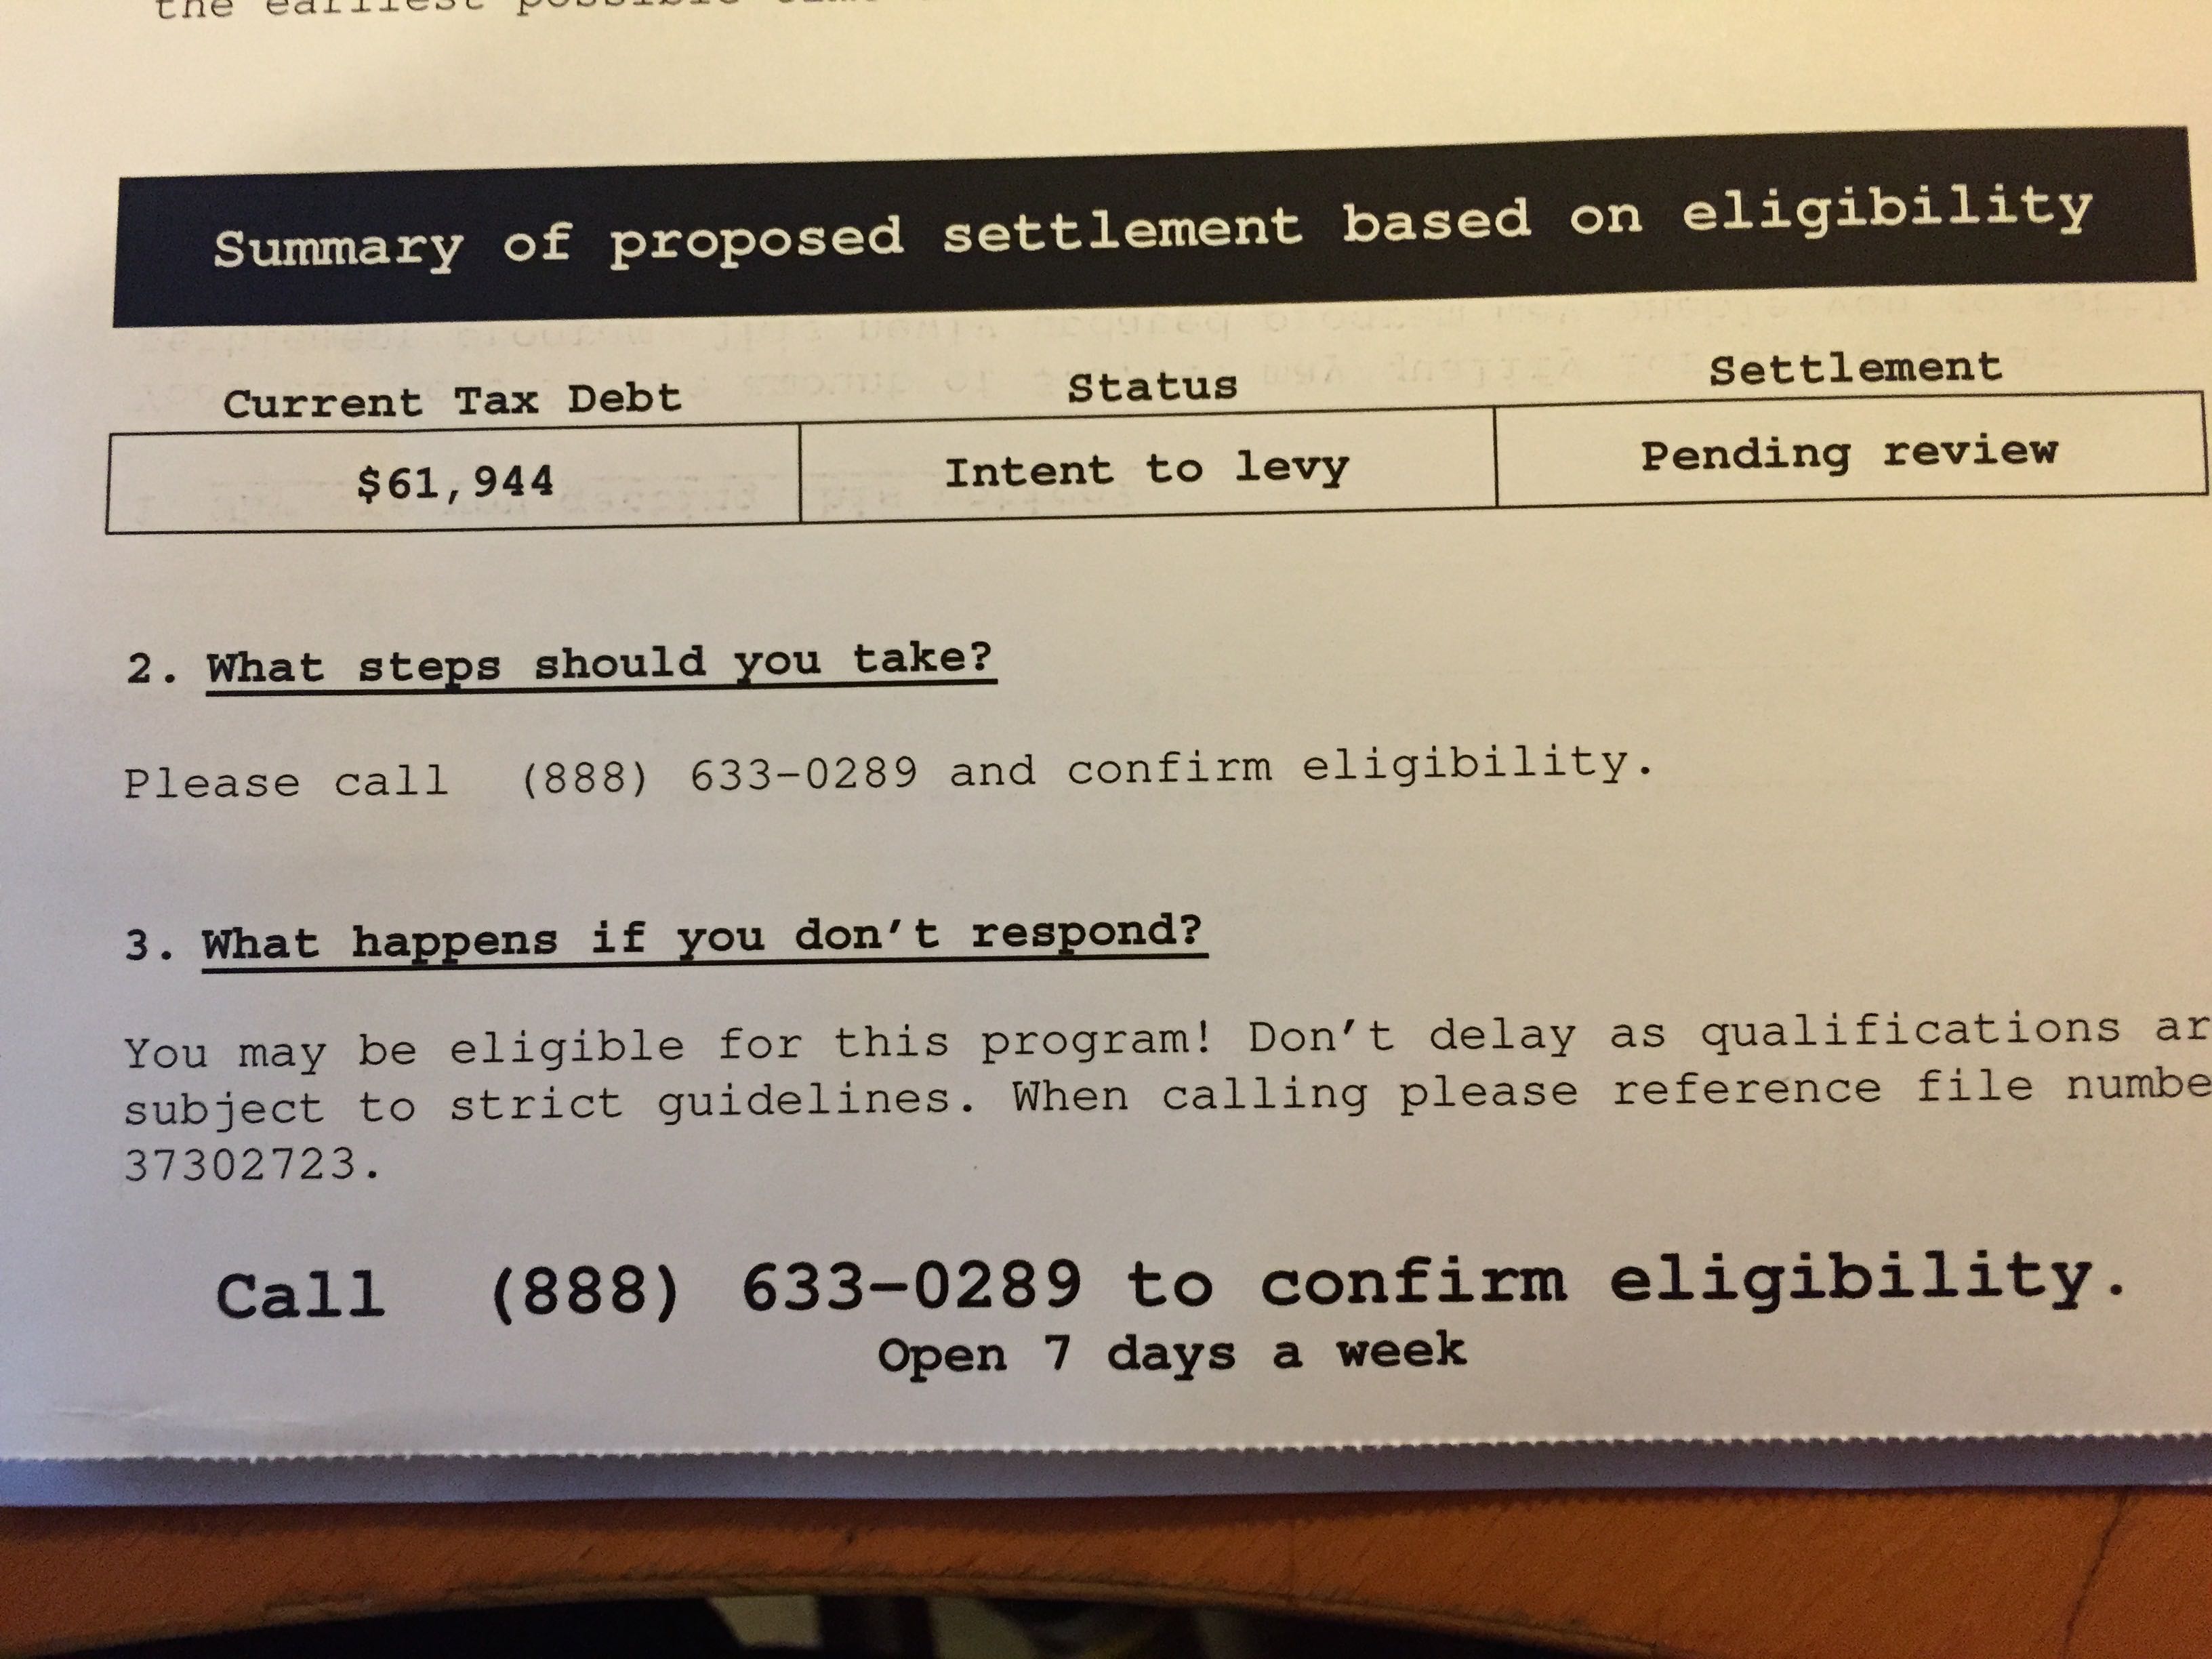 the earliest possible
Summary of proposed settlement based on eligibility
Current Tax Debt Status Settlement
$61,944 Intent to levy Pending review
2. What steps should you take?
Please call (888) 633-0289 and confirm eligibility.
3. What happens if you don't respond?
You may be eligible for this program! Don't delay as qualifications ar
subject to strict guidelines. When calling please reference file numbe
37302723.
Call (888) 633-0289 to confirm eligibility.
Open 7 days a week